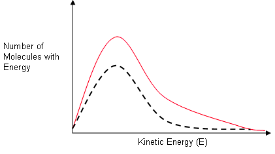 Number of
Molecules with
Energy
Kinetic Energy (E)